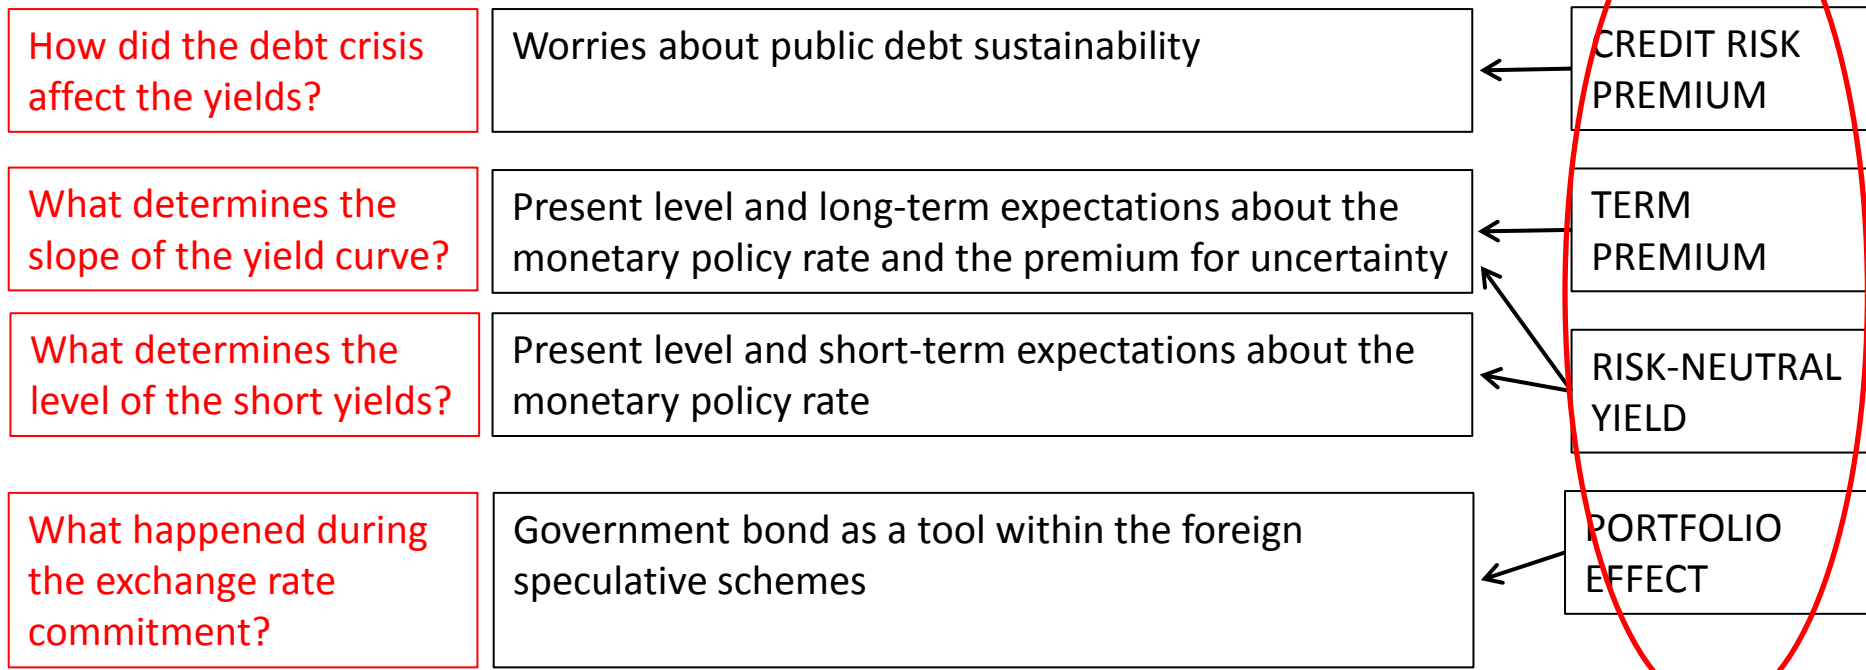 How did the debt crisis
affect the yields?
Worries about public debt sustainability
CREDIT RISK
PREMIUM
What determines the
slope of the yield curve?
Present level and long-term expectations about the
monetary policy rate and the premium for uncertainty
TERM
PREMIUM
What determines the
level of the short yields?
Present level and short-term expectations about the
monetary policy rate
RISK-NEUTRAL
YIELD
What happened during
the exchange rate
commitment?
Government bond as a tool within the foreign
speculative schemes
PORTFOLIO
EFFECT